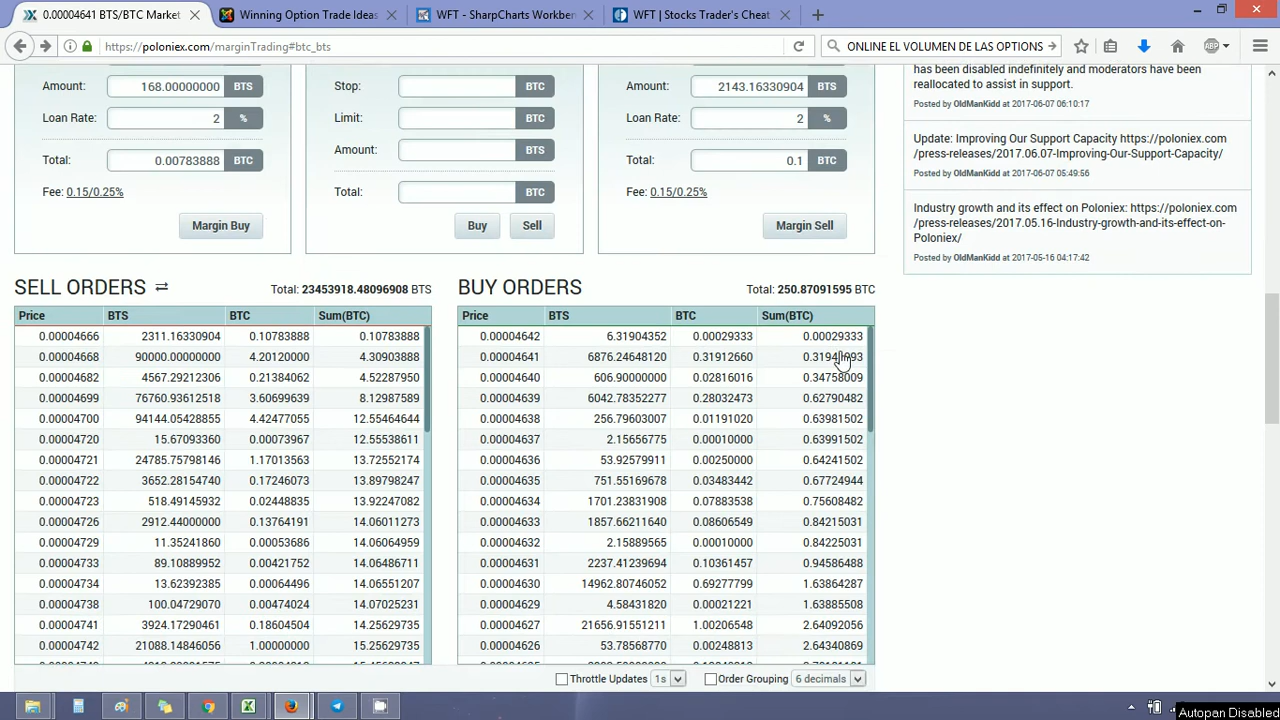 0.00004641 BTS/BTC Market
Winning Option Trade Ideas
WFT - SharpCharts Workben
WFT | Stocks Trader's Cheat
https://poloniex.com/marginTrading#btc_bts
ONLINE EL VOLUMEN DE LAS OPTIONS
ABP
Amount: 168.00000000 BTS
Loan Rate: 2 %
Total: 0.00783888 BTC
Fee: 0.15/0.25%
Margin Buy
Stop: BTC
Limit: BTC
Amount: BTS
Total: BTC
Buy Sell
Amount: 2143.16330904 BTS
Loan Rate: 2 %
Total: 0.1 BTC
Fee: 0.15/0.25%
Margin Sell
has been disabled indefinitely and moderators have been
reallocated to assist in support.
Posted by OldManKidd at 2017-06-07 06:10:17
Update: Improving Our Support Capacity https://poloniex.com
/press-releases/2017.06.07-Improving-Our-Support-Capacity/
Posted by OldManKidd at 2017-06-07 05:49:56
Industry growth and its effect on Poloniex: https://poloniex.com
/press-releases/2017.05.16-Industry-growth-and-its-effect-on-
Poloniex/
Posted by OldManKidd at 2017-05-16 04:17:42
SELL ORDERS Total: 23453918.48096908 BTS
Price BTS BTC Sum(BTC)
0.00004666 2311.16330904 0.10783888 0.10783888
0.00004668 90000.00000000 4.20120000 4.30903888
0.00004682 4567.29212306 0.21384062 4.52287950
0.00004699 76760.93612518 3.60699639 8.12987589
0.00004700 94144.05428855 4.42477055 12.55464644
0.00004720 15.67093360 0.00073967 12.55538611
0.00004721 24785.75798146 1.17013563 13.72552174
0.00004722 3652.28154740 0.17246073 13.89798247
0.00004723 518.49145932 0.02448835 13.92247082
0.00004726 2912.44000000 0.13764191 14.06011273
0.00004729 11.35241860 0.00053686 14.06064959
0.00004733 89.10889952 0.00421752 14.06486711
0.00004734 13.62392385 0.00064496 14.06551207
0.00004738 100.04729070 0.00474024 14.07025231
0.00004741 3924.17290461 0.18604504 14.25629735
0.00004742 21088.14846056 1.00000000 15.25629735
BUY ORDERS Total: 250.87091595 BTC
Price BTS BTC Sum(BTC)
0.00004642 6.31904352 0.00029333 0.00029333
0.00004641 6876.24648120 0.31912660
0.00004640 606.90000000 0.02816016 0.34758009
0.00004639 6042.78352277 0.28032473 0.62790482
0.00004638 256.79603007 0.01191020 0.63981502
0.00004637 2.15656775 0.00010000 0.63991502
0.00004636 53.92579911 0.00250000 0.64241502
0.00004635 751.55169678 0.03483442 0.67724944
0.00004634 1701.23831908 0.07883538 0.75608482
0.00004633 1857.66211640 0.08606549 0.84215031
0.00004632 2.15889565 0.00010000 0.84225031
0.00004631 2237.41239694 0.10361457 0.94586488
0.00004630 14962.80746052 0.69277799 1.63864287
0.00004629 4.58431820 0.00021221 1.63885508
0.00004627 21656.91551211 1.00206548 2.64092056
0.00004626 53.78568770 0.00248813 2.64340869
Throttle Updates 1s
Order Grouping 6 decimals
Autopan Disabled